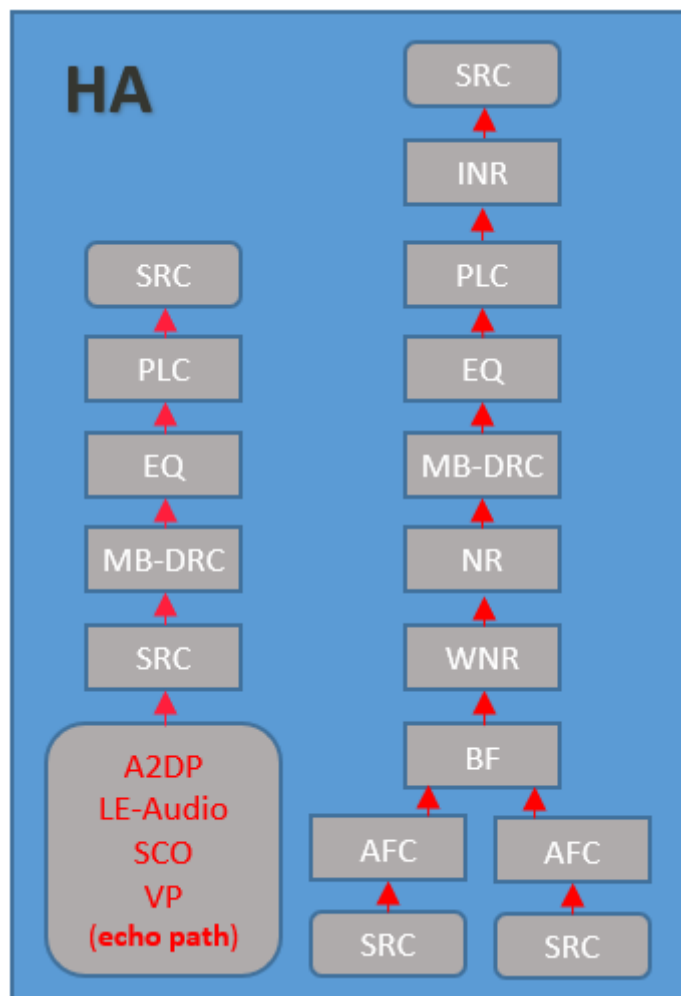 HA
SRC
PLC
EQ
MB-DRC
SRC
A2DP
LE-Audio
SCO
VP
(echo path)
SRC
INR
PLC
EQ
MB-DRC
NR
WNR
BF
AFC AFC
SRC SRC